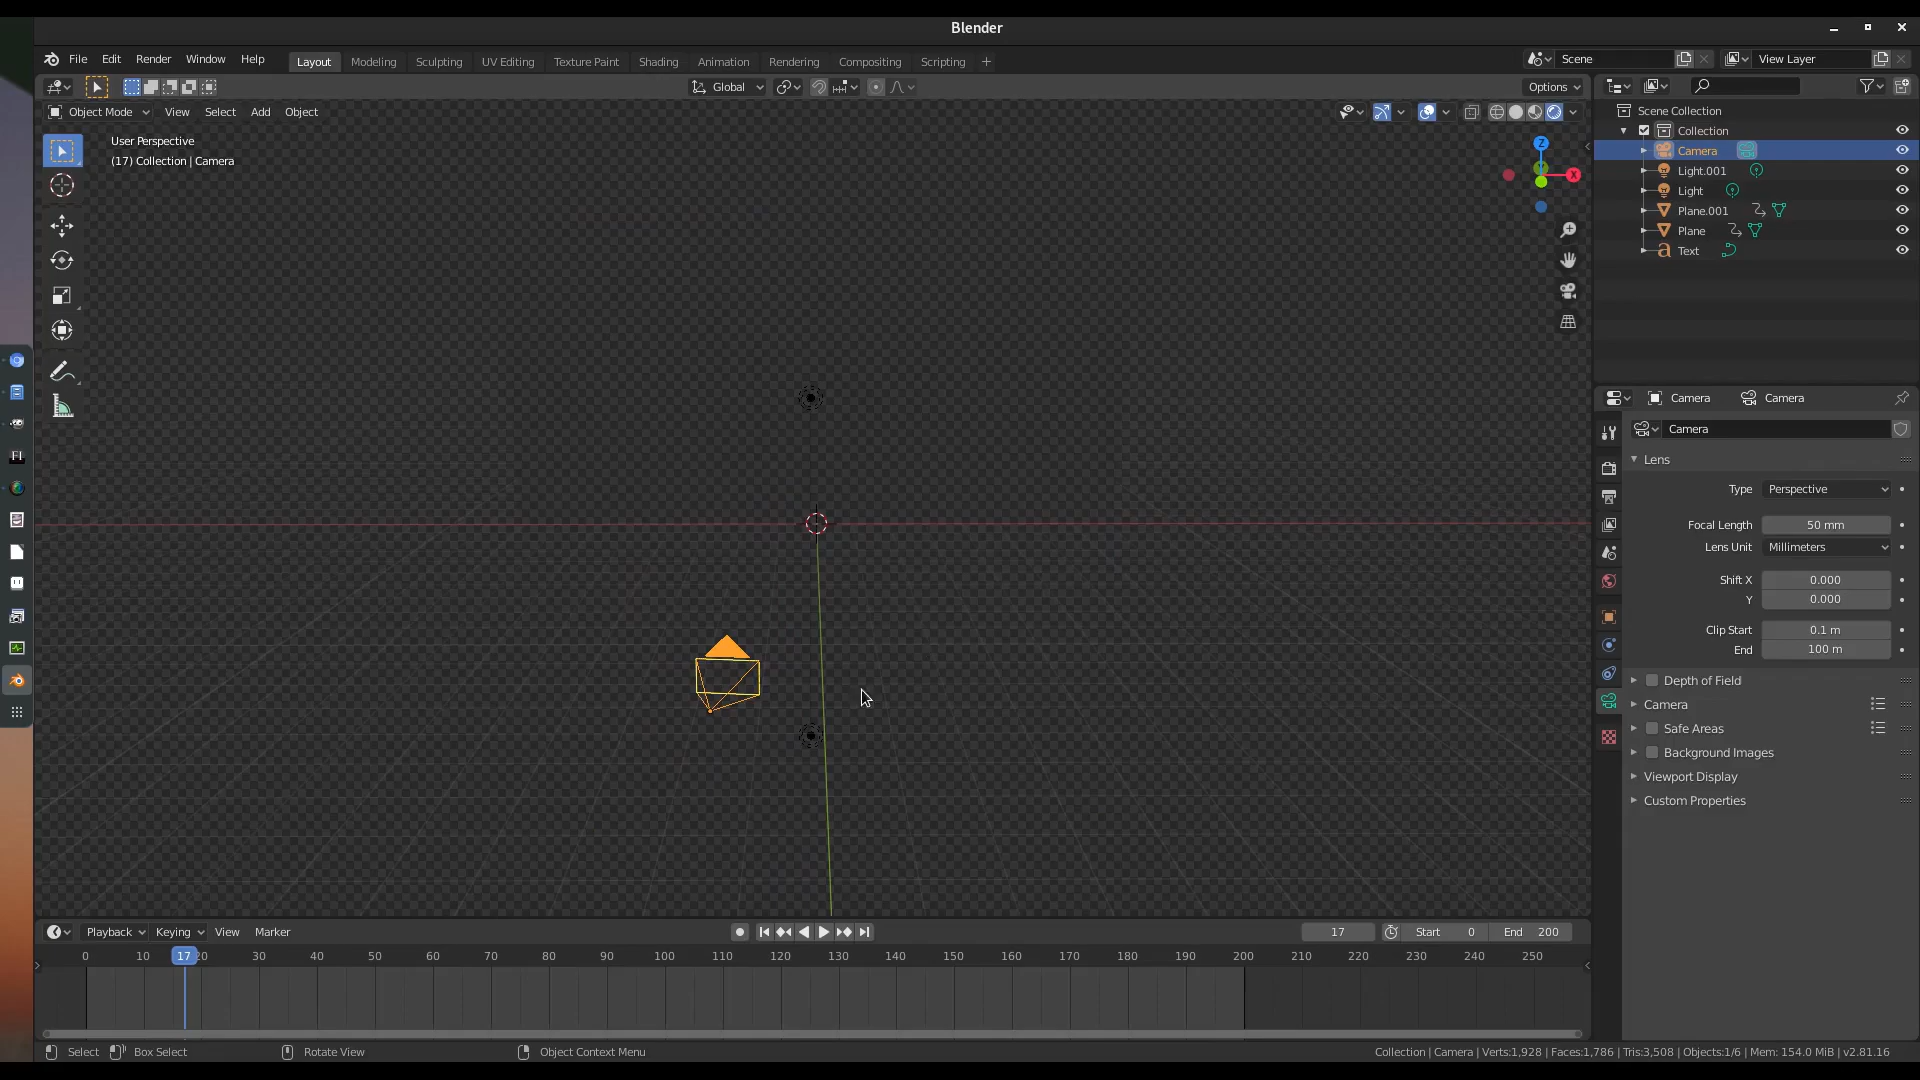 Blender
File Edit Render Window Help Layout Modeling Sculpting UV Editing Texture Paint Shading Animation Rendering Compositing Scripting + Scene View Layer
Global Options
Object Mode View Select Add Object
User Perspective
(17) Collection | Camera
Z
X
Scene Collection
Collection
Camera
Light.001
Light
Plane.001
Plane
Text
Camera Camera
Camera
Lens
Type Perspective
Focal Length 50 mm
Lens Unit Millimeters
Shift X 0.000
Y 0.000
Clip Start 0.1 m
End 100 m
Depth of Field
Camera
Safe Areas
Background Images
Viewport Display
Custom Properties
Playback Keying View Marker 17 Start 0 End 200
0 10 17 20 30 40 50 60 70 80 90 100 110 120 130 140 150 160 170 180 190 200 210 220 230 240 250
Select Box Select Rotate View Object Context Menu Collection | Camera | Verts:1,928 | Faces:1,786 | Tris:3,508 | Objects:1/6 | Mem: 154.0 MiB | v2.81.16